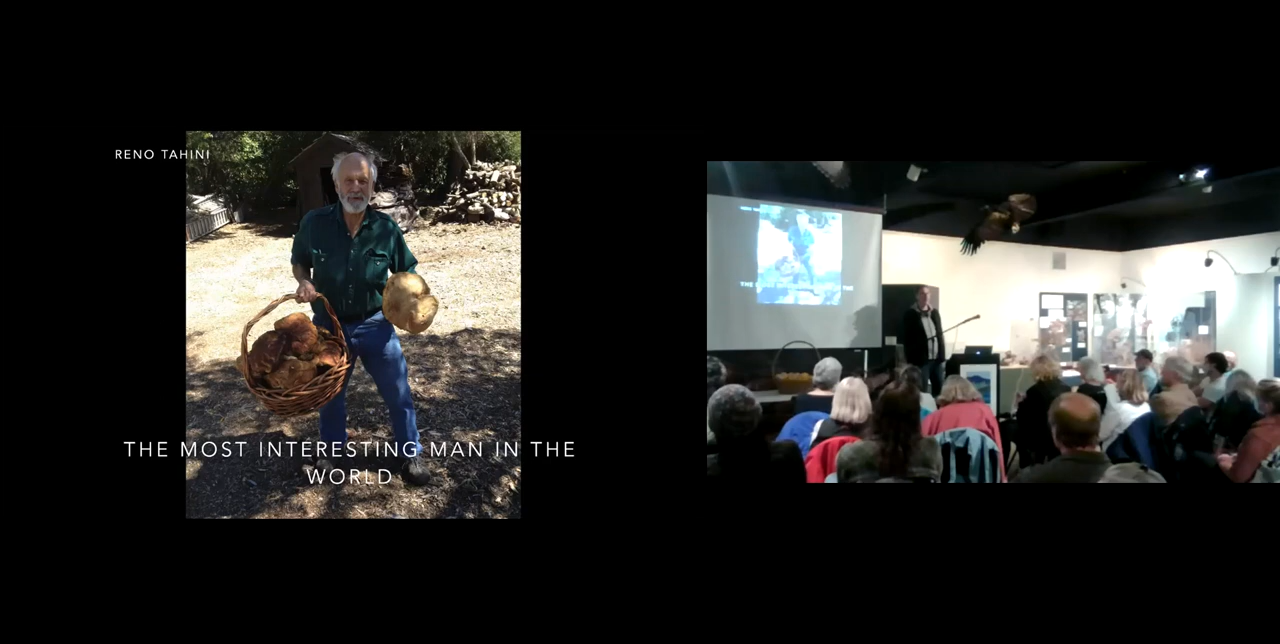 RENO TAHINI
THE MOST INTERESTING MAN IN THE
WORLD